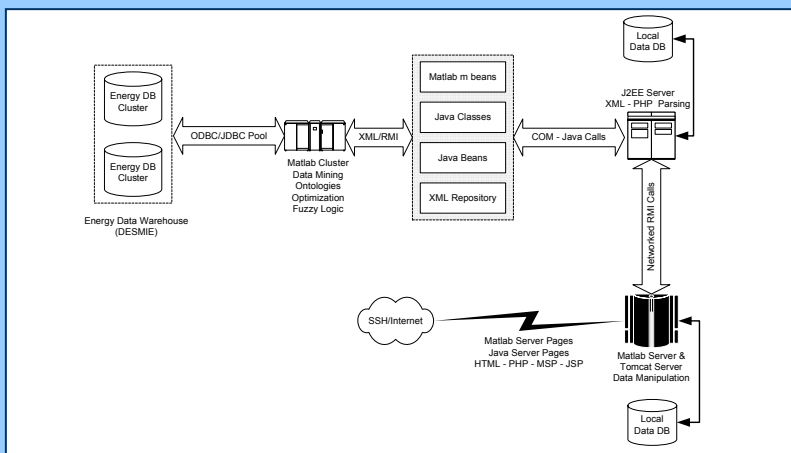 Energy DB
Cluster
Energy DB
Cluster
Energy Data Warehouse
(DESMIE)
ODBC/JDBC Pool
Matlab Cluster
Data Mining
Ontologies
Optimization
Fuzzy Logic
XML/RMI
Matlab m beans
Java Classes
Java Beans
XML Repository
COM - Java Calls
Local
Data DB
J2EE Server
XML - PHP Parsing
Networked RMI Calls
SSH/Internet
Matlab Server Pages
Java Server Pages
HTML - PHP - MSP - JSP
Matlab Server &
Tomcat Server
Data Manipulation
Local
Data DB